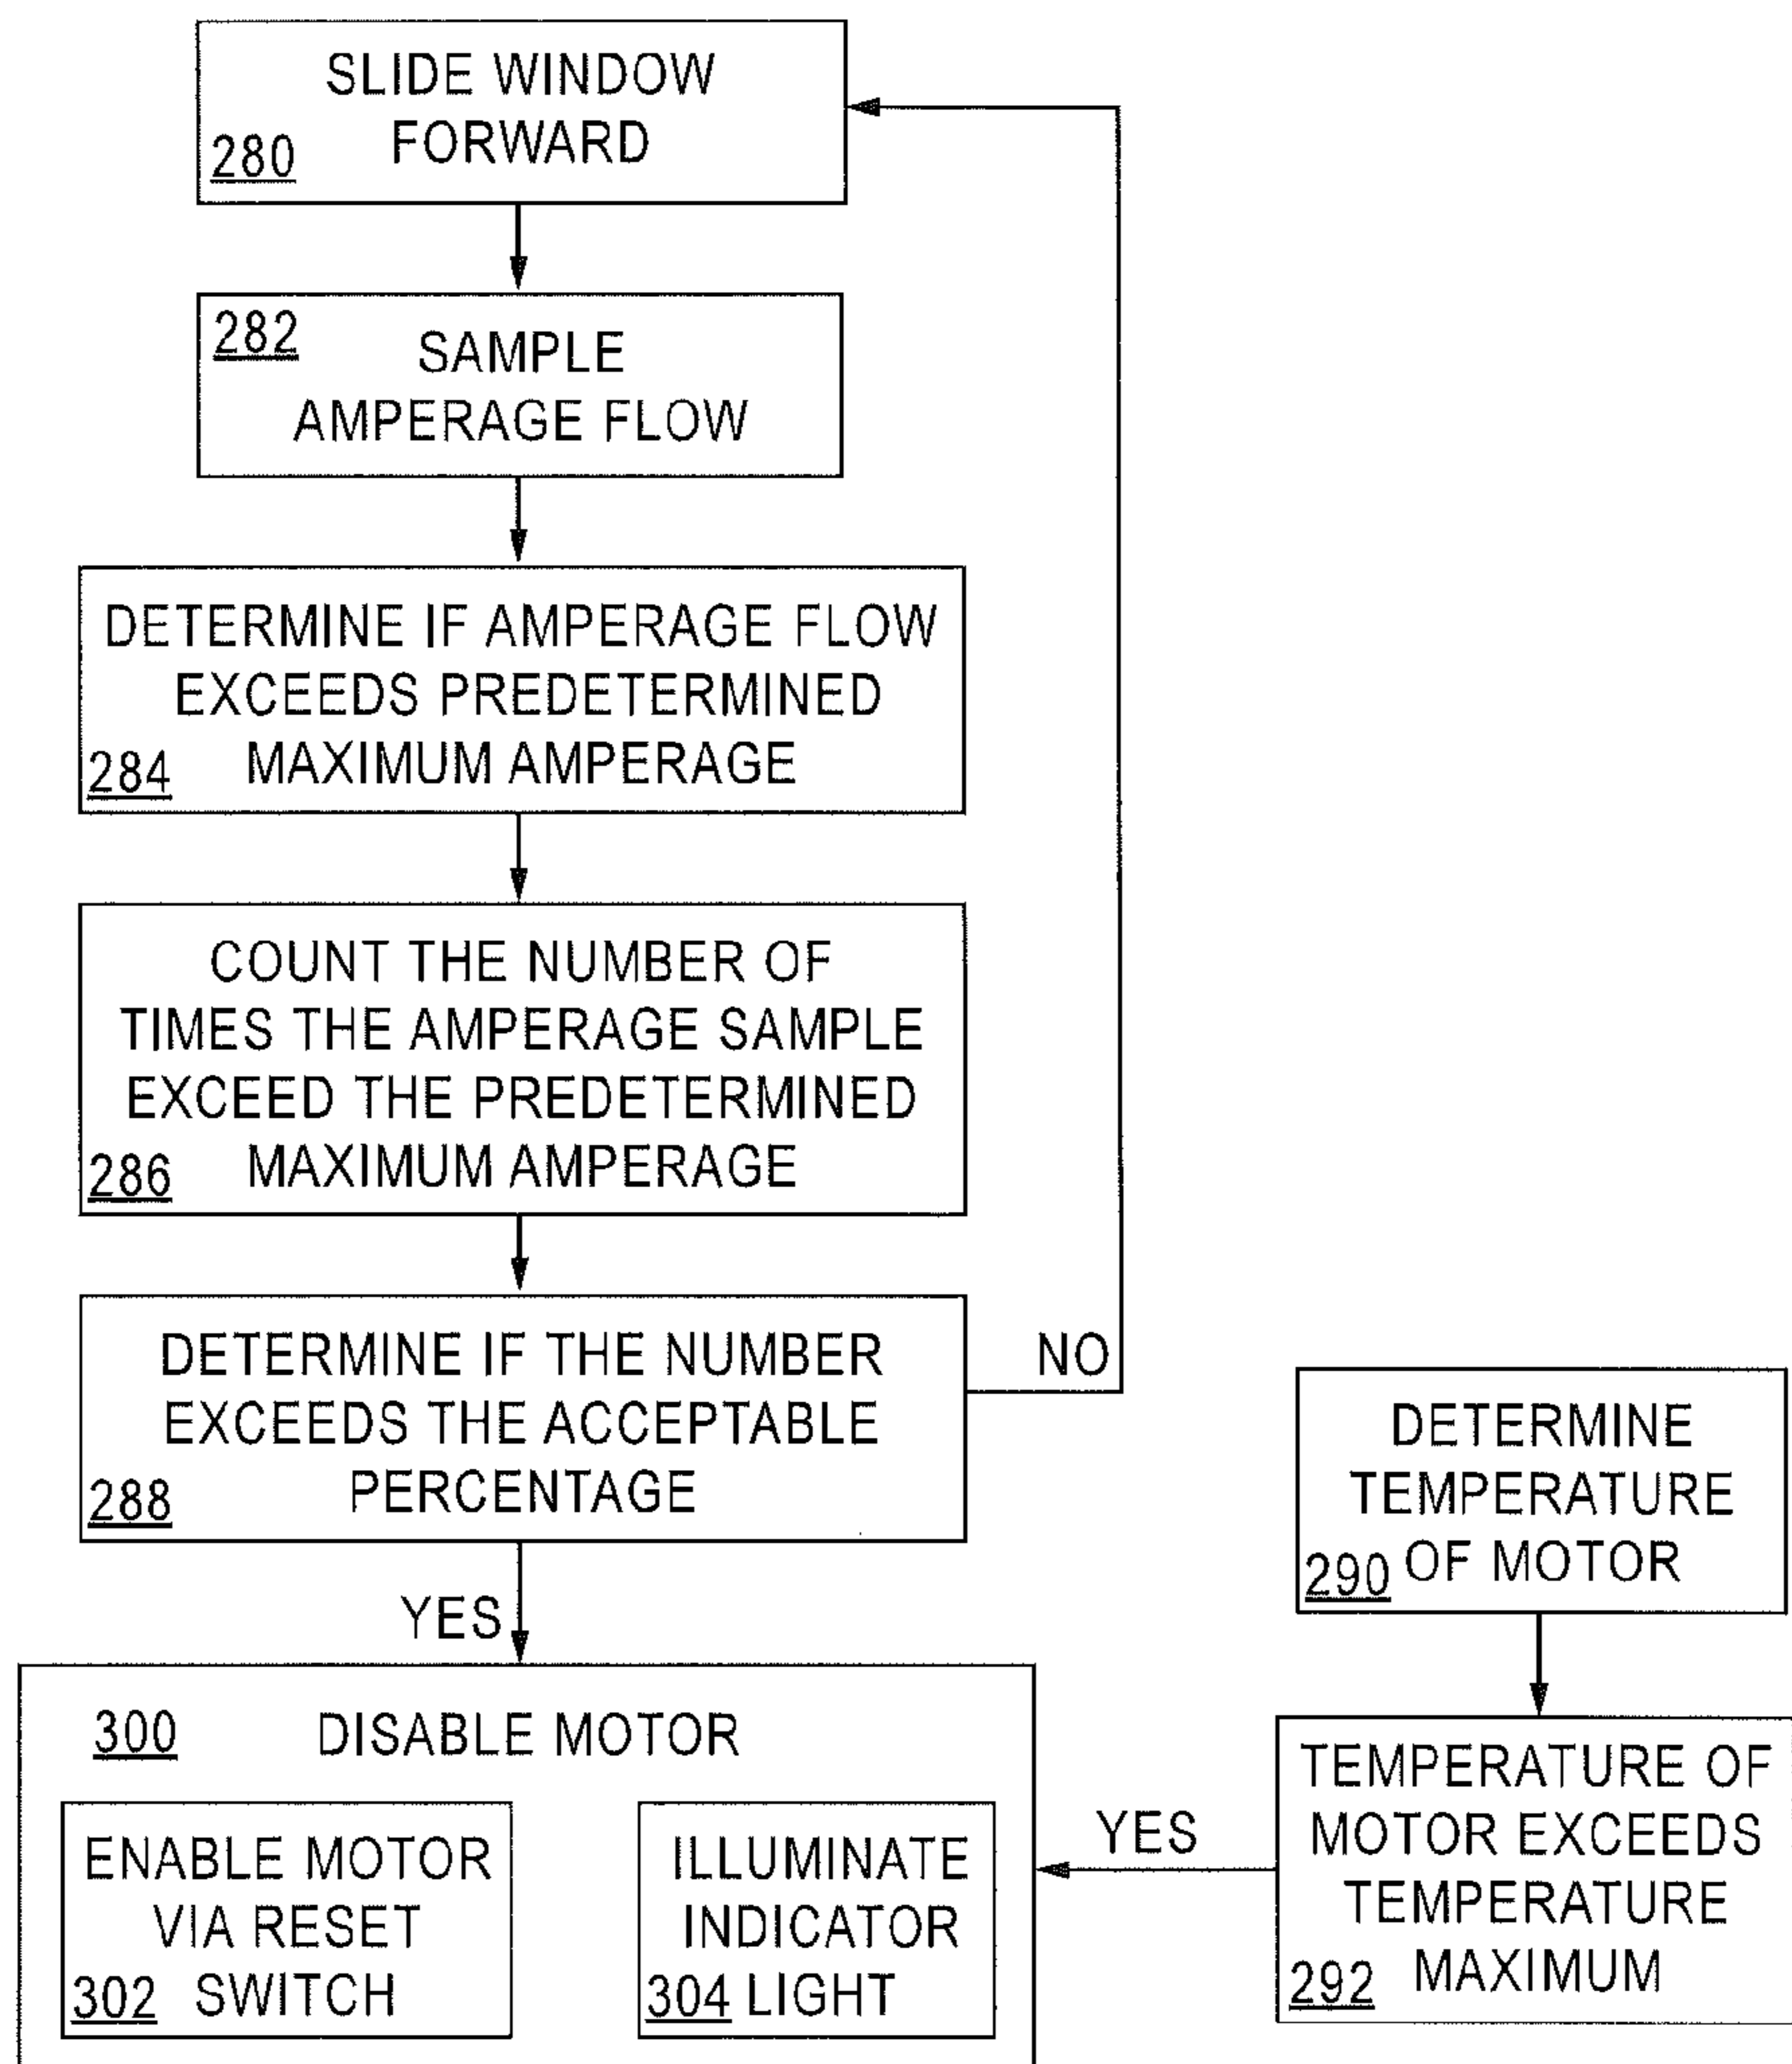 SLIDE WINDOW
FORWARD
280
282
SAMPLE
AMPERAGE FLOW
DETERMINE IF AMPERAGE FLOW
EXCEEDS PREDETERMINED
MAXIMUM AMPERAGE
284
COUNT THE NUMBER OF
TIMES THE AMPERAGE SAMPLE
EXCEED THE PREDETERMINED
MAXIMUM AMPERAGE
286
DETERMINE IF THE NUMBER
EXCEEDS THE ACCEPTABLE
PERCENTAGE
288
NO
YES
DETERMINE
TEMPERATURE
OF MOTOR
290
TEMPERATURE OF
MOTOR EXCEEDS
TEMPERATURE
MAXIMUM
292
YES
300 DISABLE MOTOR
ENABLE MOTOR
VIA RESET
SWITCH
302
ILLUMINATE
INDICATOR
LIGHT
304